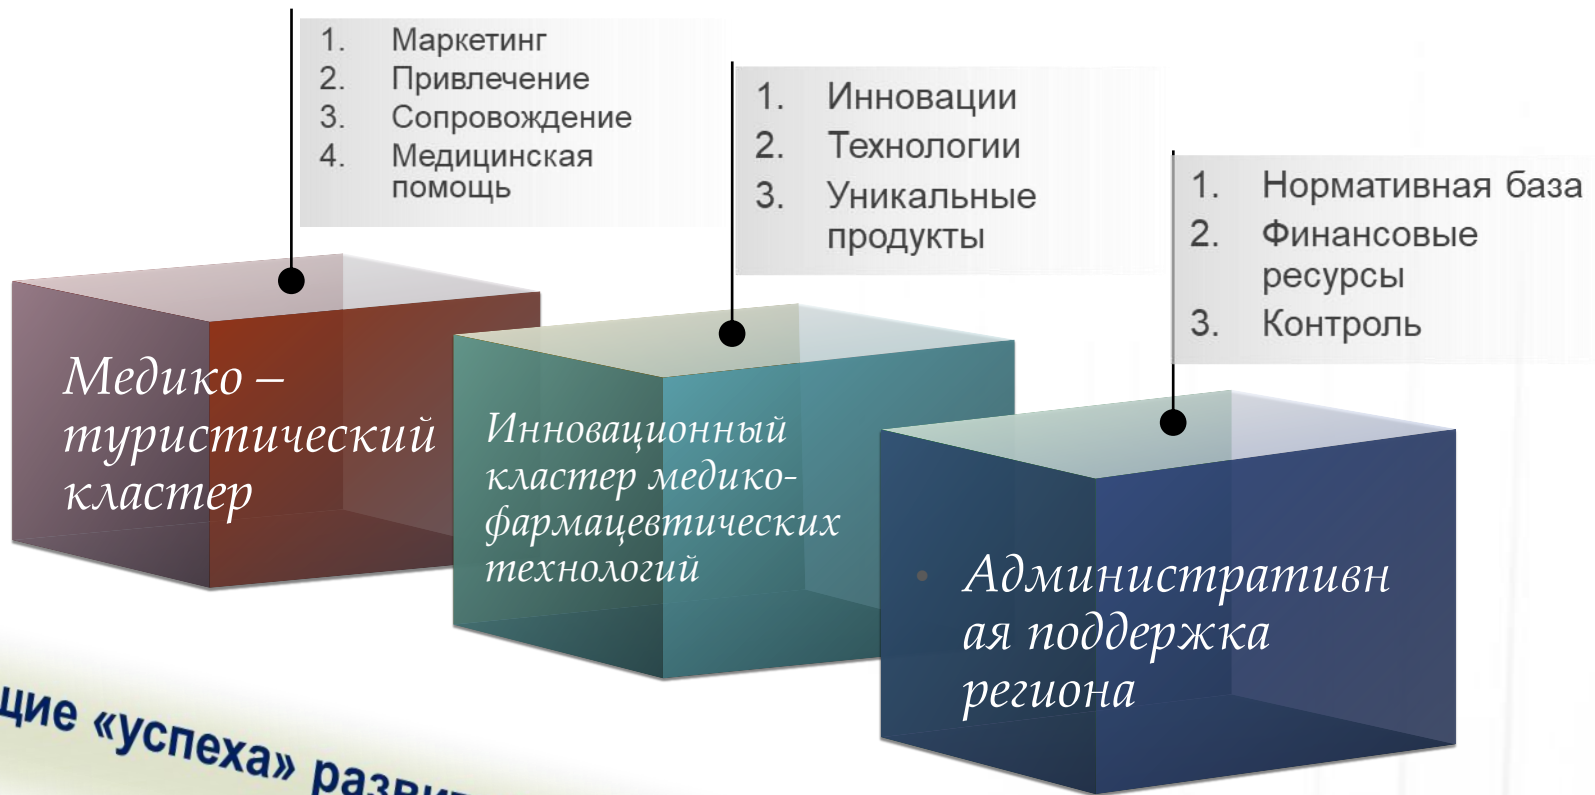 1. Маркетинг
2. Привлечение
3. Сопровождение
4. Медицинская
помощь
1. Инновации
2. Технологии
3. Уникальные
продукты
1. Нормативная база
2. Финансовые
ресурсы
3. Контроль
Медико –
туристический
кластер
Инновационный
кластер медико-
фармацевтических
технологий
• Административн
ая поддержка
региона
«успеха»